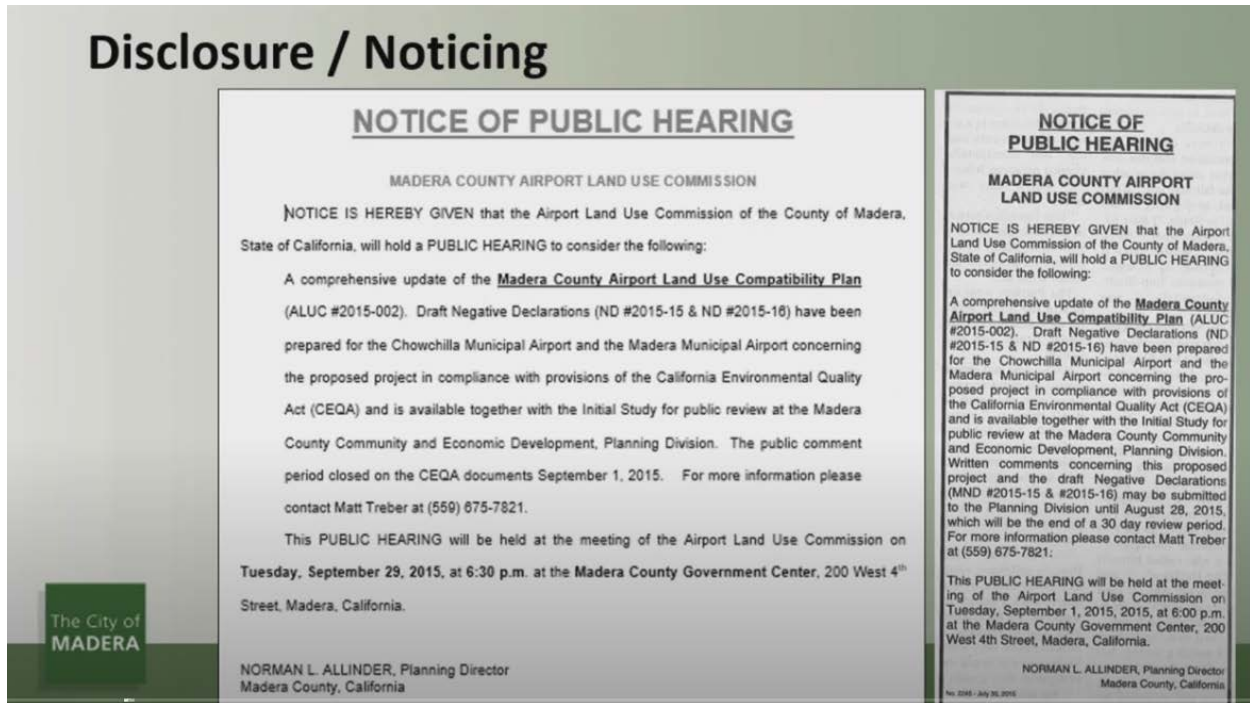 Disclosure / Noticing
NOTICE OF PUBLIC HEARING
MADERA COUNTY AIRPORT LAND USE COMMISSION
NOTICE IS HEREBY GIVEN that the Airport Land Use Commission of the County of Madera,
State of California, will hold a PUBLIC HEARING to consider the following:
A comprehensive update of the Madera County Airport Land Use Compatibility Plan
(ALUC #2015-002). Draft Negative Declarations (ND #2015-15 & ND #2015-16) have been
prepared for the Chowchilla Municipal Airport and the Madera Municipal Airport concerning
the proposed project in compliance with provisions of the California Environmental Quality
Act (CEQA) and is available together with the Initial Study for public review at the Madera
County Community and Economic Development, Planning Division. The public comment
period closed on the CEQA documents September 1, 2015. For more information please
contact Matt Treber at (559) 675-7821.
This PUBLIC HEARING will be held at the meeting of the Airport Land Use Commission on
Tuesday, September 29, 2015, at 6:30 p.m. at the Madera County Government Center, 200 West 4th
Street, Madera, California.
NORMAN L. ALLINDER, Planning Director
Madera County, California
NOTICE OF
PUBLIC HEARING
MADERA COUNTY AIRPORT
LAND USE COMMISSION
NOTICE IS HEREBY GIVEN that the Airport
Land Use Commission of the County of Madera,
State of California, will hold a PUBLIC HEARING
to consider the following:
A comprehensive update of the Madera County
Airport Land Use Compatibility Plan (ALUC
#2015-002). Draft Negative Declarations (ND
#2015-15 & ND #2015-16) have been prepared
for the Chowchilla Municipal Airport and the
Madera Municipal Airport concerning the pro-
posed project in compliance with provisions of
the California Environmental Quality Act (CEQA)
and is available together with the Initial Study for
public review at the Madera County Community
and Economic Development, Planning Division.
Written comments concerning this proposed
project and the draft Negative Declarations
(MND #2015-15 & #2015-16) may be submitted
to the Planning Division until August 28, 2015,
which will be the end of a 30 day review period.
For more information please contact Matt Treber
at (559) 675-7821:
This PUBLIC HEARING will be held at the meet-
ing of the Airport Land Use Commission on
Tuesday, September 1, 2015, 2015, at 6:00 p.m.
at the Madera County Government Center, 200
West 4th Street, Madera, California.
NORMAN L. ALLINDER, Planning Director
Madera County, California
The City of
MADERA